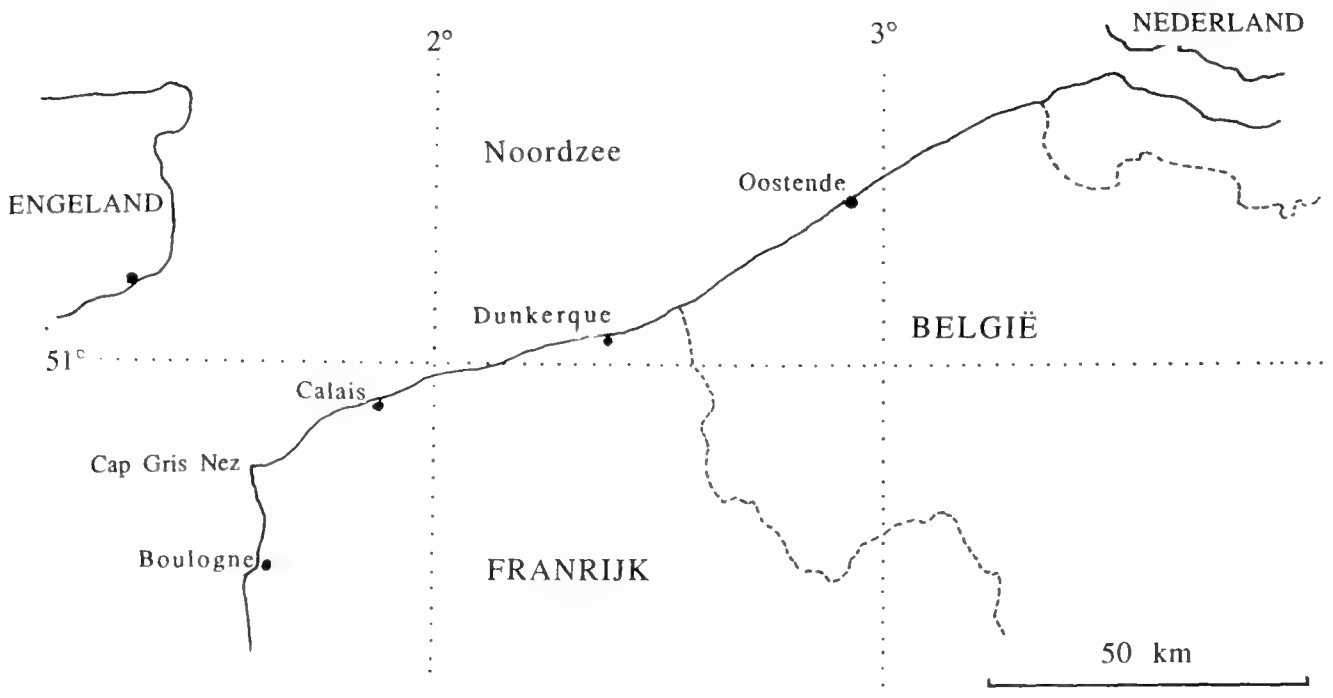 NEDERLAND
2°
3°
Noordzee
Oostende
ENGELAND
Dunkerque
BELGIË
51°
Calais
Cap Gris Nez
Boulogne
FRANRIJK
50 km